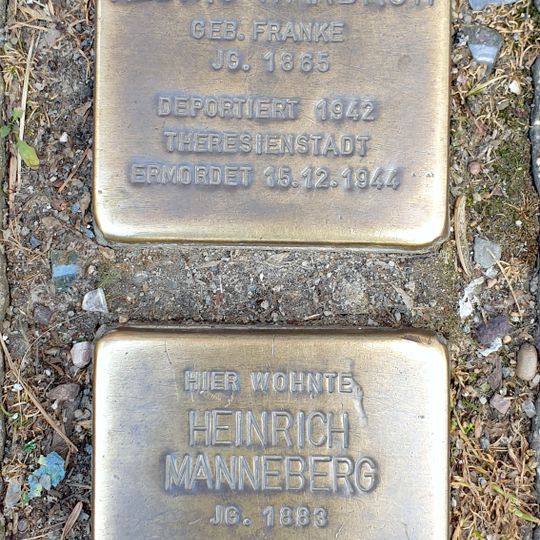 GEB. FRANKE
JG. 1865
DEPORTIERT 1942
THERESIENSTADT
ERMORDET 15.12.1944
HIER WOHNTE
HEINRICH
MANNEBERG
JG. 1883